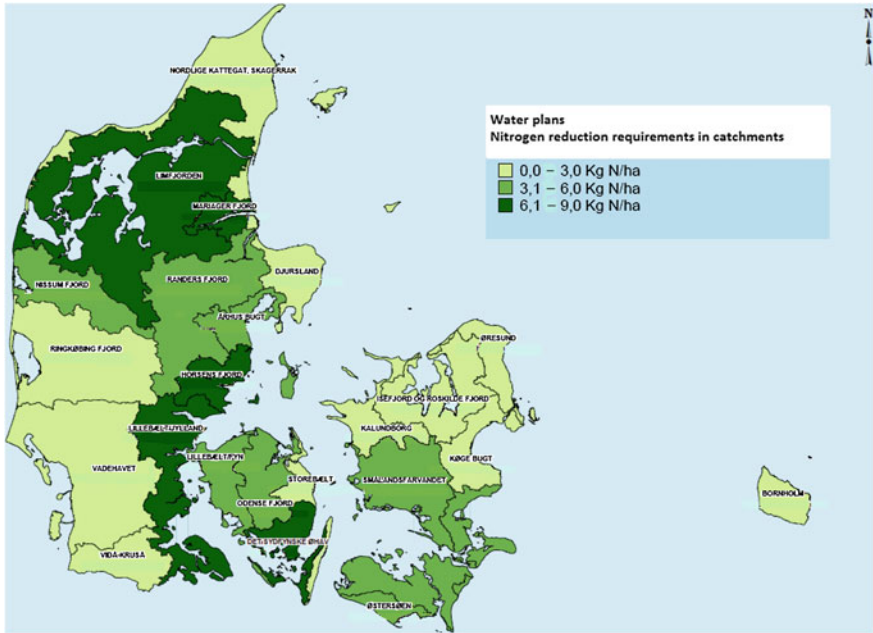 N
NORDLIGE KATTEGAT, SKAGERRAK
Water plans
Nitrogen reduction requirements in catchments
0,0 – 3,0 Kg N/ha
3,1 – 6,0 Kg N/ha
6,1 – 9,0 Kg N/ha
LIMFJORDEN
MARIAGER FJORD
DJURSLAND
NISSUM FJORD
RANDERS FJORD
ÅRHUS BUGT
RINGKØBING FJORD
ØRESUND
HORSENS FJORD
ISEFJORD OG ROSKILDE FJORD
LILLEBÆLT/JYLLAND
KALUNDBORG
LILLEBÆLT/FYN
KØGE BUGT
VADEHAVET
STOREBÆLT
SMÅLANDSFARVANDET
BORNHOLM
ODENSE FJORD
DET SYDFYNSKE ØHAV
VIDÅ-KRUSÅ
ØSTERSØEN